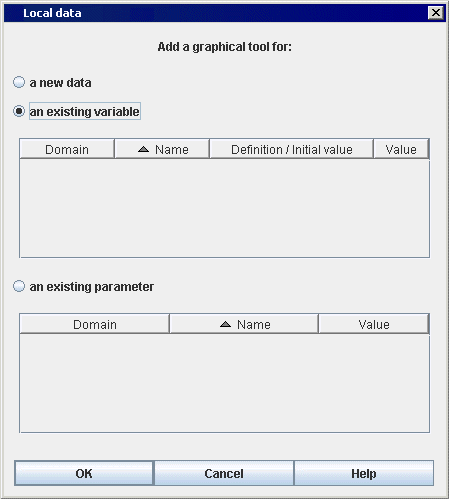 Local data
Add a graphical tool for:
a new data
an existing variable
Domain Name Definition / Initial value Value
an existing parameter
Domain Name Value
OK Cancel Help